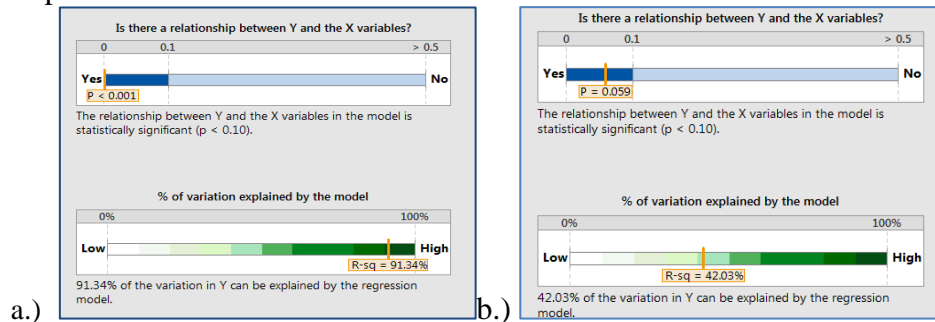 Is there a relationship between Y and the X variables?
0 0.1 > 0.5
Yes No
P < 0.001
The relationship between Y and the X variables in the model is
statistically significant (p < 0.10).
% of variation explained by the model
0% 100%
Low High
R-sq = 91.34%
91.34% of the variation in Y can be explained by the regression
model.
a.)
Is there a relationship between Y and the X variables?
0 0.1 > 0.5
Yes No
P = 0.059
The relationship between Y and the X variables in the model is
statistically significant (p < 0.10).
% of variation explained by the model
0% 100%
Low High
R-sq = 42.03%
42.03% of the variation in Y can be explained by the regression
model.
b.)